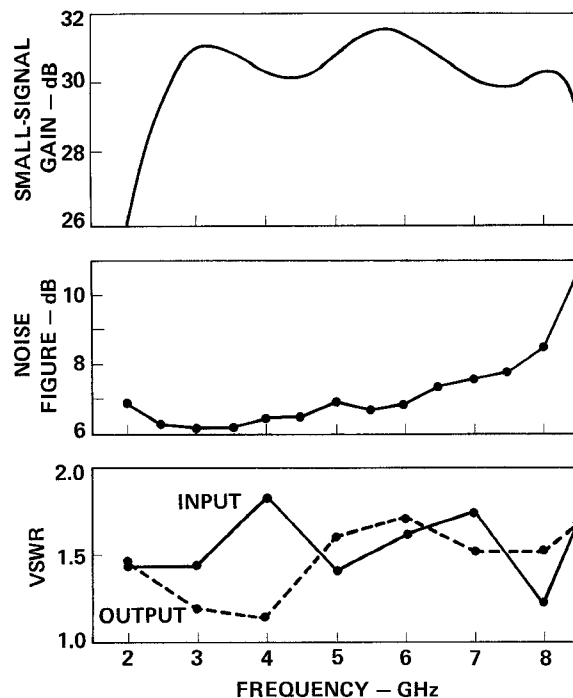 SMALL-SIGNAL
GAIN – dB
32
30
28
26
NOISE
FIGURE – dB
10
8
6
VSWR
2.0
1.5
1.0
INPUT
OUTPUT
2 3 4 5 6 7 8
FREQUENCY – GHz